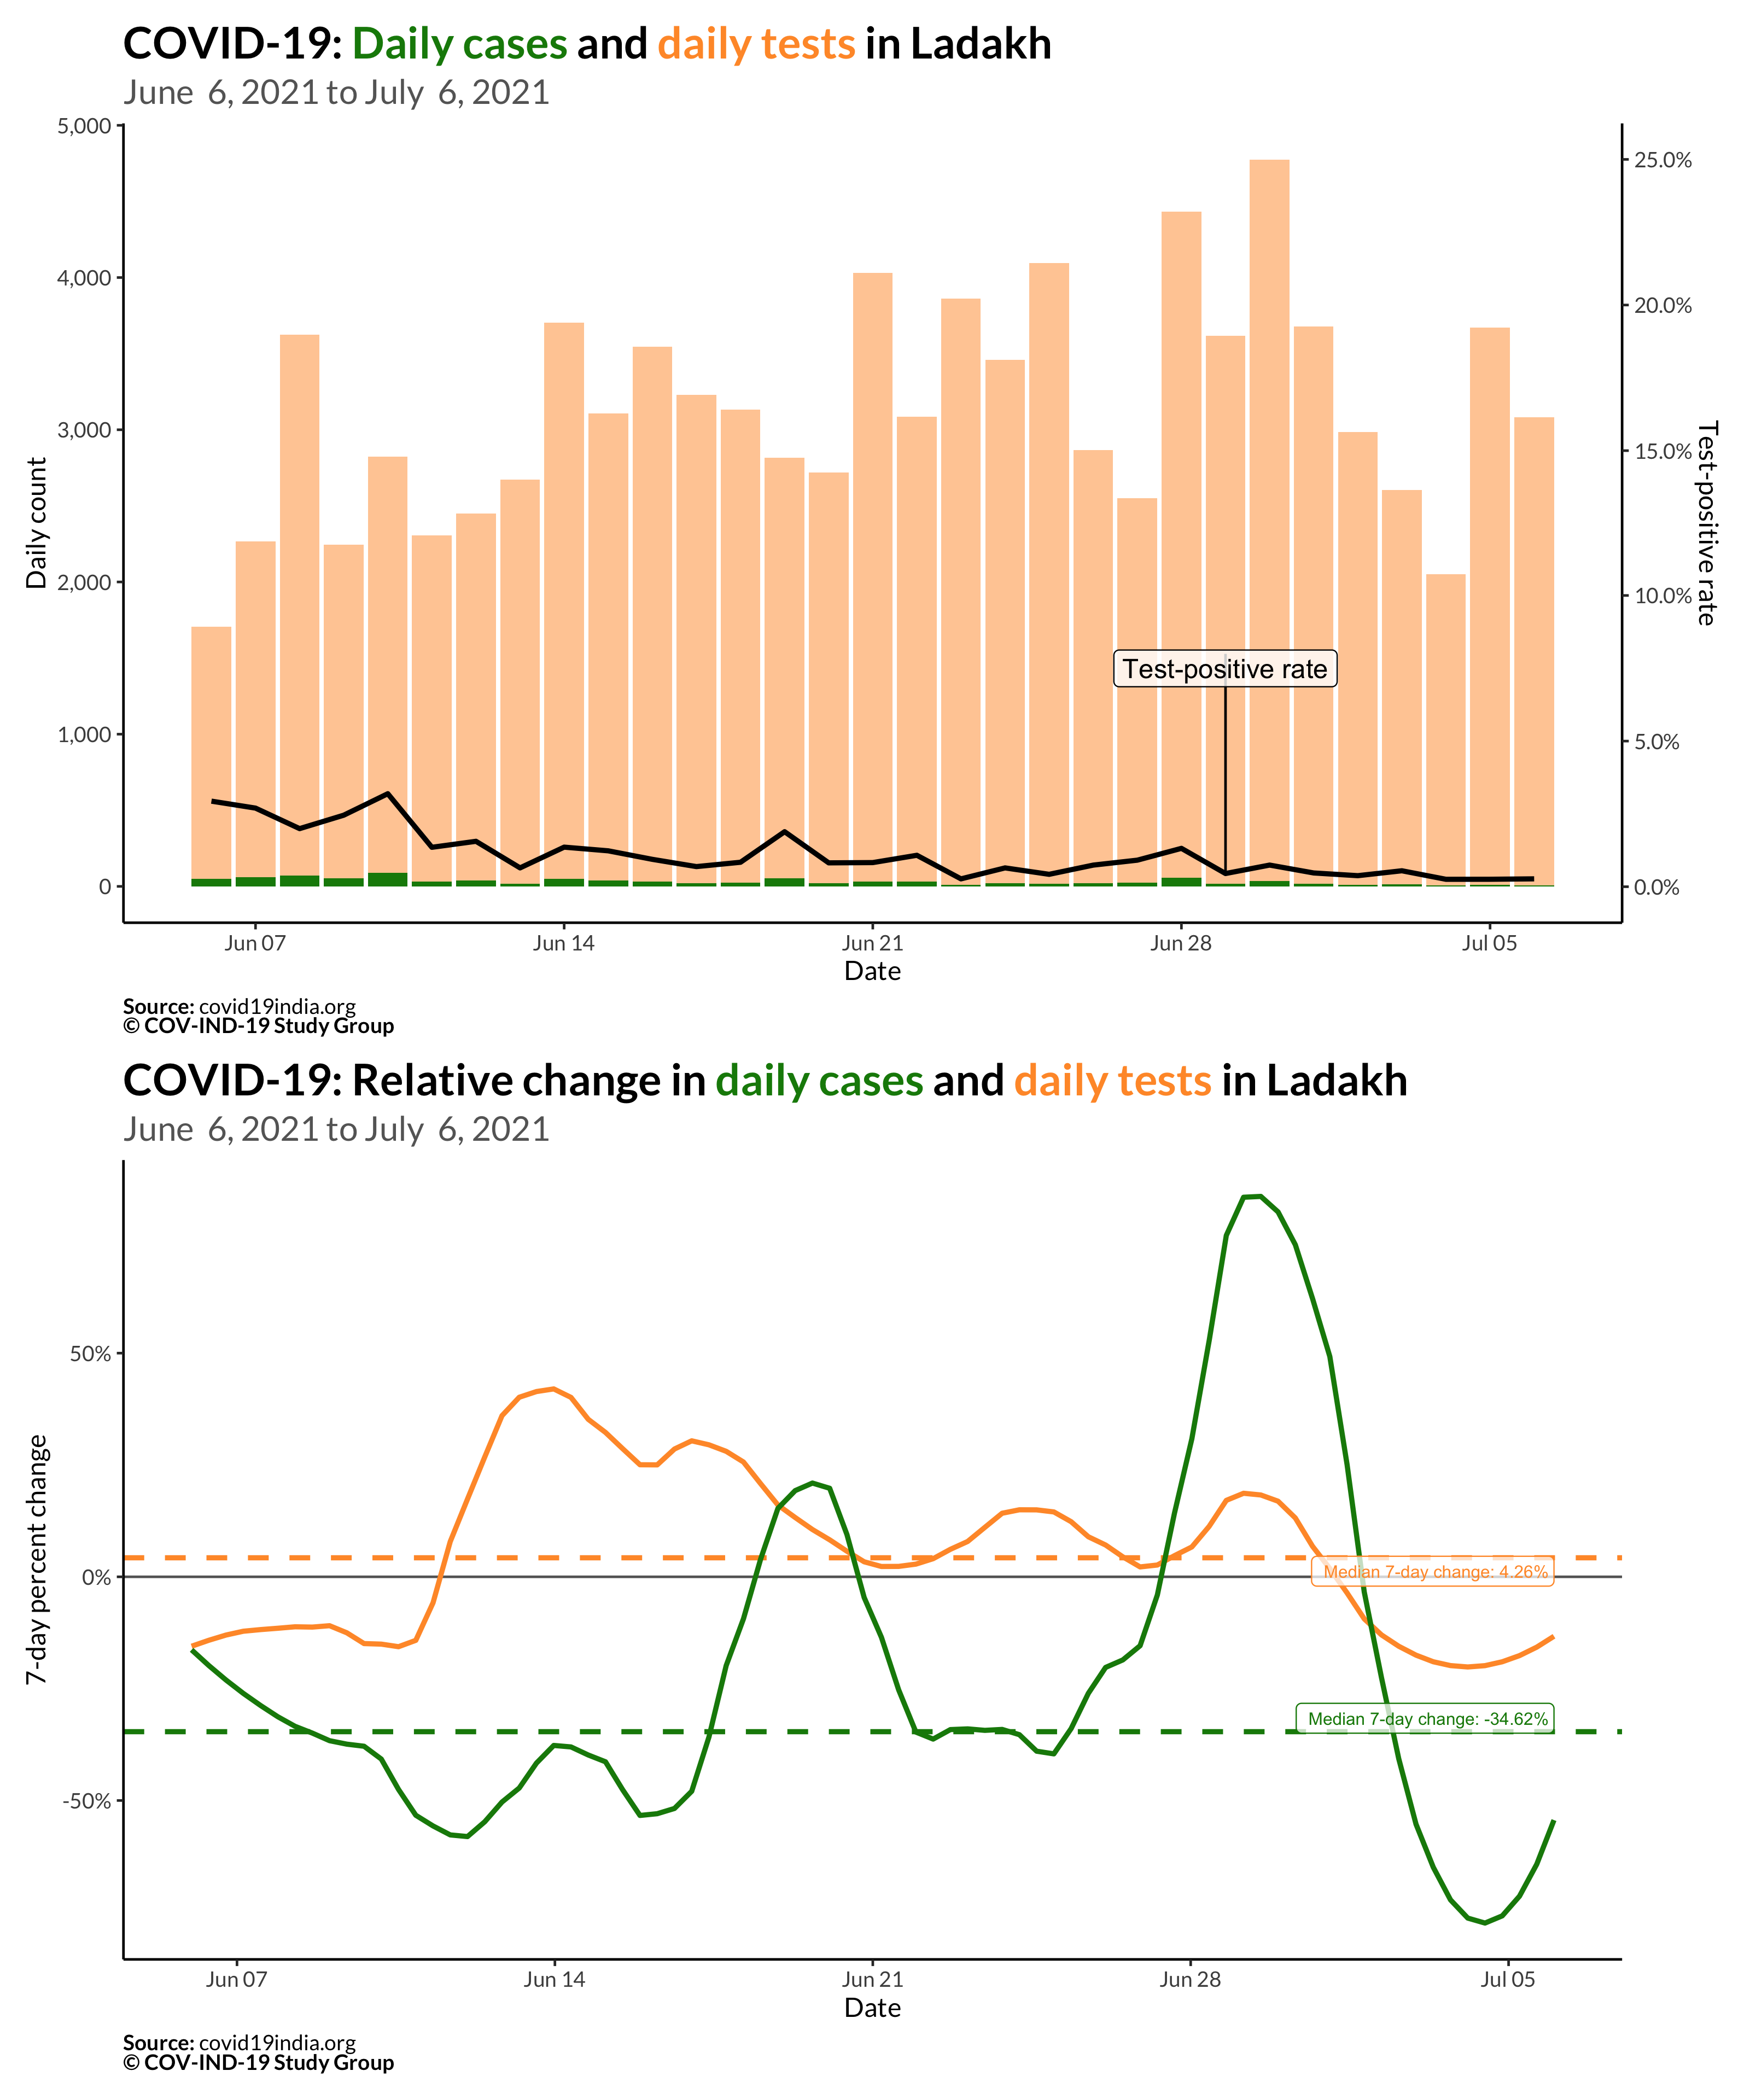 COVID-19: Daily cases and daily tests in Ladakh
June  6, 2021 to July  6, 2021
5,000
4,000
3,000
2,000
1,000
0
Daily count
25.0%
20.0%
15.0%
10.0%
5.0%
0.0%
Test-positive rate
Test-positive rate
Jun 07
Jun 14
Jun 21
Jun 28
Jul 05
Date
Source: covid19india.org
© COV-IND-19 Study Group
COVID-19: Relative change in daily cases and daily tests in Ladakh
June  6, 2021 to July  6, 2021
50%
0%
-50%
7-day percent change
Median 7-day change: 4.26%
Median 7-day change: -34.62%
Jun 07
Jun 14
Jun 21
Jun 28
Jul 05
Date
Source: covid19india.org
© COV-IND-19 Study Group